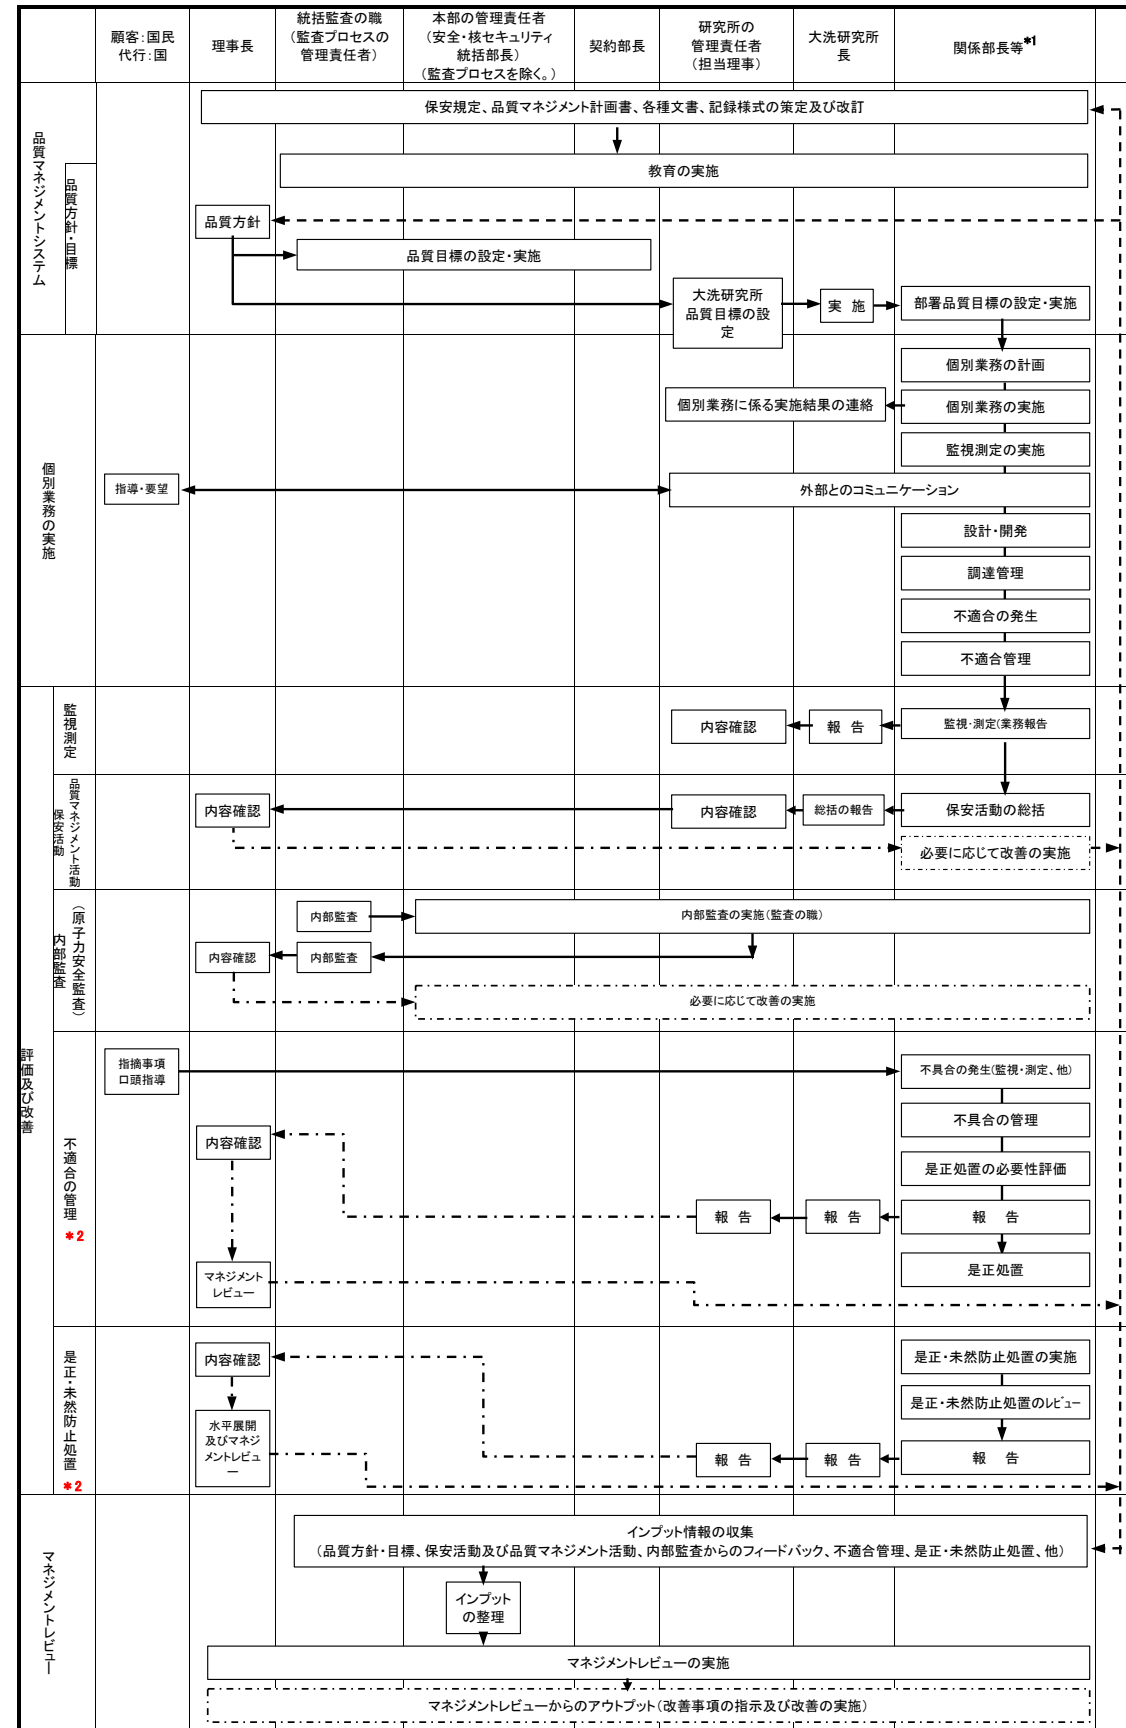 顧客:国民
代行:国
理事長
統括監査の職
(監査プロセスの
管理責任者)
本部の管理責任者
(安全・核セキュリティ
統括部長)
(監査プロセスを除く。)
契約部長
研究所の
管理責任者
(担当理事)
大洗研究所
長
関係部長等*1
品質マネジメントシステム
品質方針・目標
保安規定、品質マネジメント計画書、各種文書、記録様式の策定及び改訂
教育の実施
品質方針
品質目標の設定・実施
大洗研究所
品質目標の設
定
実 施
部署品質目標の設定・実施
個別業務の実施
個別業務の計画
個別業務に係る実施結果の連絡
個別業務の実施
監視測定の実施
指導・要望
外部とのコミュニケーション
設計・開発
調達管理
不適合の発生
不適合管理
評価及び改善
監視測定
内容確認
報 告
監視・測定(業務報告
品質マネジメント活動
保安活動
内容確認
内容確認
総括の報告
保安活動の総括
必要に応じて改善の実施
(原子力安全監査)
内部監査
内部監査
内部監査の実施(監査の職)
内容確認
内部監査
必要に応じて改善の実施
不適合の管理
*2
指摘事項
口頭指導
不具合の発生(監視・測定、他)
不具合の管理
内容確認
是正処置の必要性評価
報 告
報 告
報 告
是正処置
マネジメント
レビュー
是正・未然防止処置
*2
内容確認
是正・未然防止処置の実施
是正・未然防止処置のレビュー
水平展開
及びマネジ
メントレビュ
ー
報 告
報 告
報 告
マネジメントレビュー
インプット情報の収集
(品質方針・目標、保安活動及び品質マネジメント活動、内部監査からのフィードバック、不適合管理、是正・未然防止処置、他)
インプット
の整理
マネジメントレビューの実施
マネジメントレビューからのアウトプット(改善事項の指示及び改善の実施)